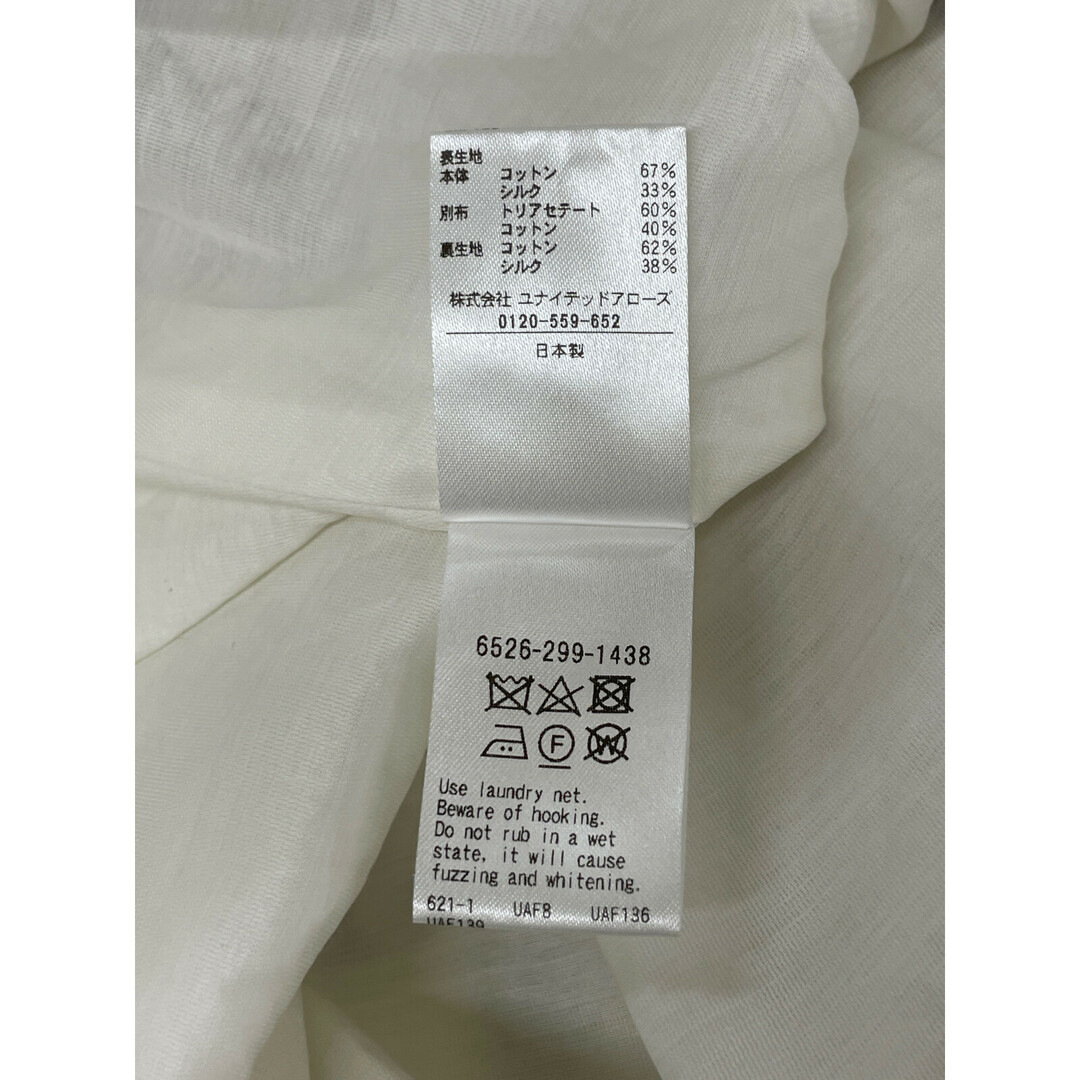 表生地
本体 コットン 67%
シルク 33%
別布 トリアセテート 60%
コットン 40%
裏生地 コットン 62%
シルク 38%
株式会社 ユナイテッドアローズ
0120-559-652
日本製
6526-299-1438
F W
Use laundry net.
Beware of hooking.
Do not rub in a wet
state, it will cause
fuzzing and whitening.
621-1 UAF8 UAF136
UAF139